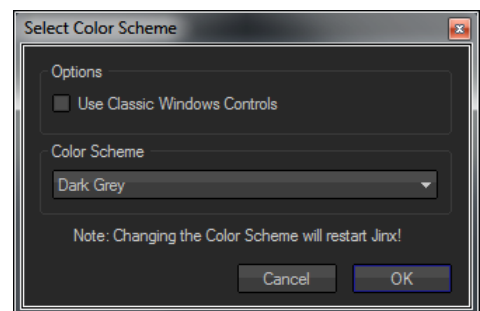 Select Color Scheme
Options
Use Classic Windows Controls
Color Scheme
Dark Grey
Note: Changing the Color Scheme will restart Jinx!
Cancel OK